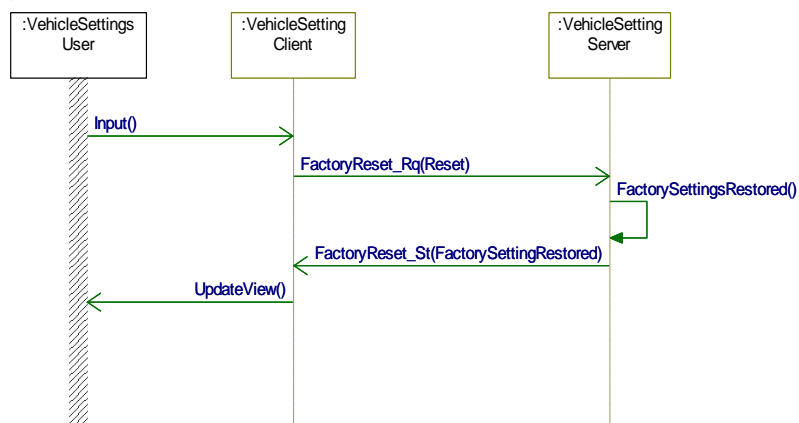 :VehicleSettings
User
:VehicleSetting
Client
:VehicleSetting
Server
Input()
FactoryReset_Rq(Reset)
FactorySettingsRestored()
FactoryReset_St(FactorySettingRestored)
UpdateView()